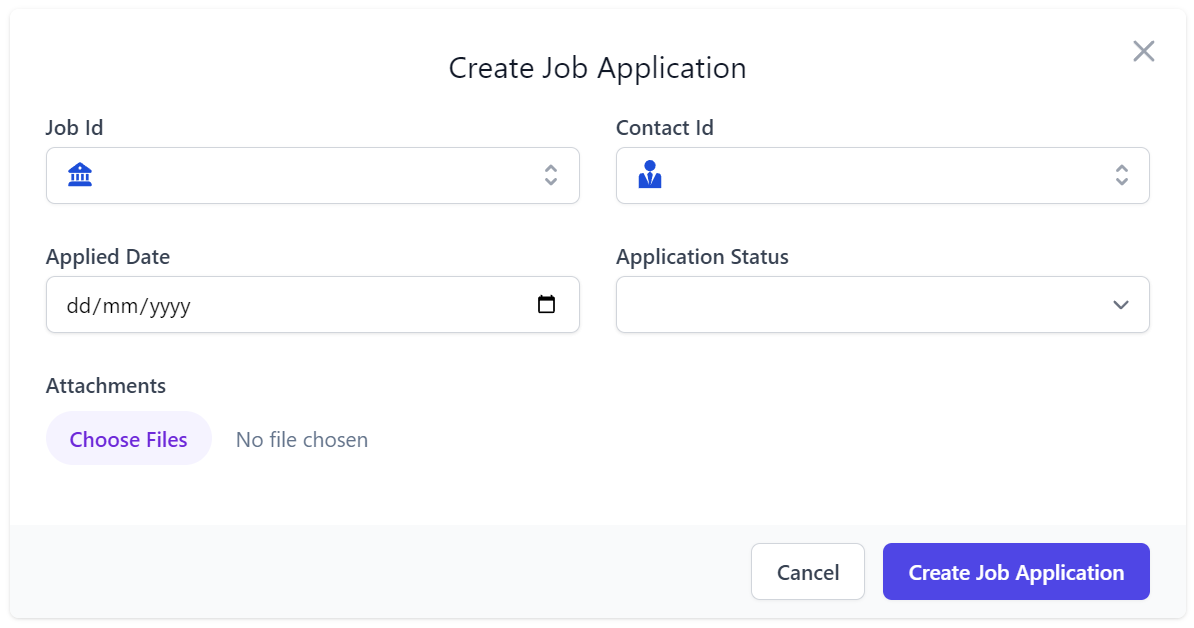 Create Job Application
Job Id
Contact Id
Applied Date
Application Status
dd/mm/yyyy
Attachments
Choose Files No file chosen
Cancel
Create Job Application